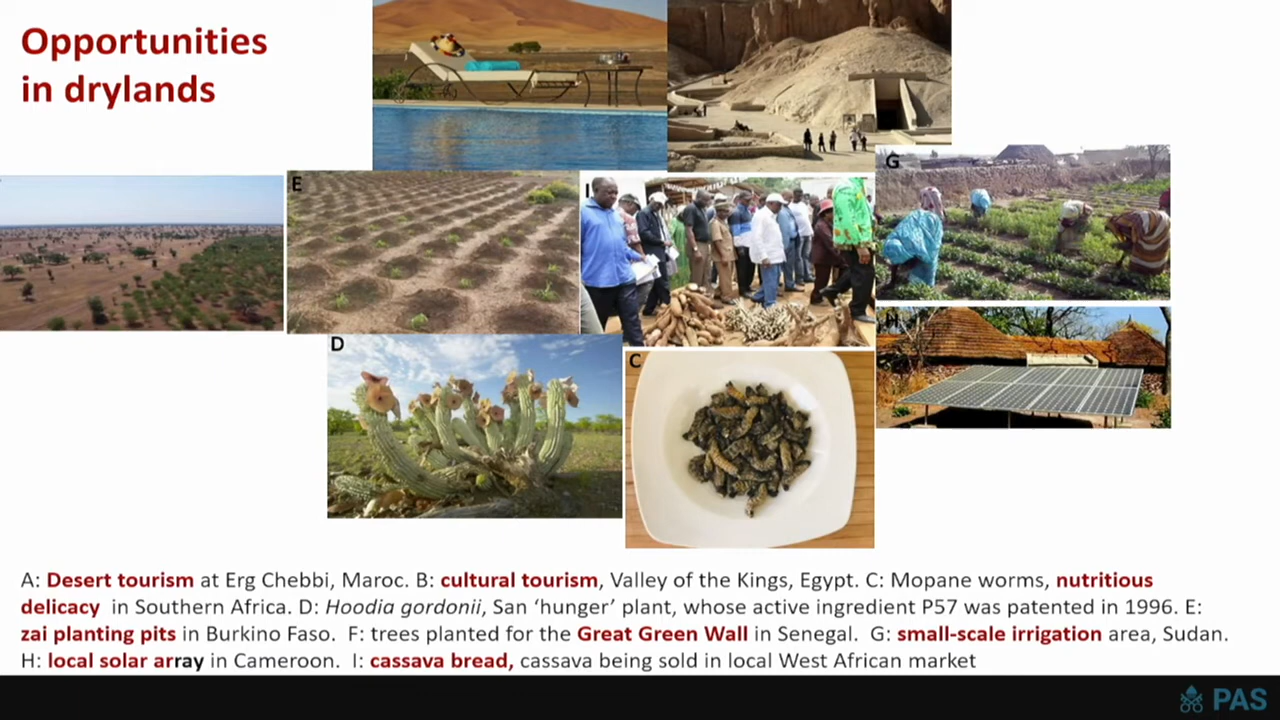 Opportunities
in drylands
G
E
I
D
C
A: Desert tourism at Erg Chebbi, Maroc. B: cultural tourism, Valley of the Kings, Egypt. C: Mopane worms, nutritious
delicacy in Southern Africa. D: Hoodia gordonii, San ‘hunger’ plant, whose active ingredient P57 was patented in 1996. E:
zai planting pits in Burkino Faso. F: trees planted for the Great Green Wall in Senegal. G: small-scale irrigation area, Sudan.
H: local solar array in Cameroon. I: cassava bread, cassava being sold in local West African market
PAS